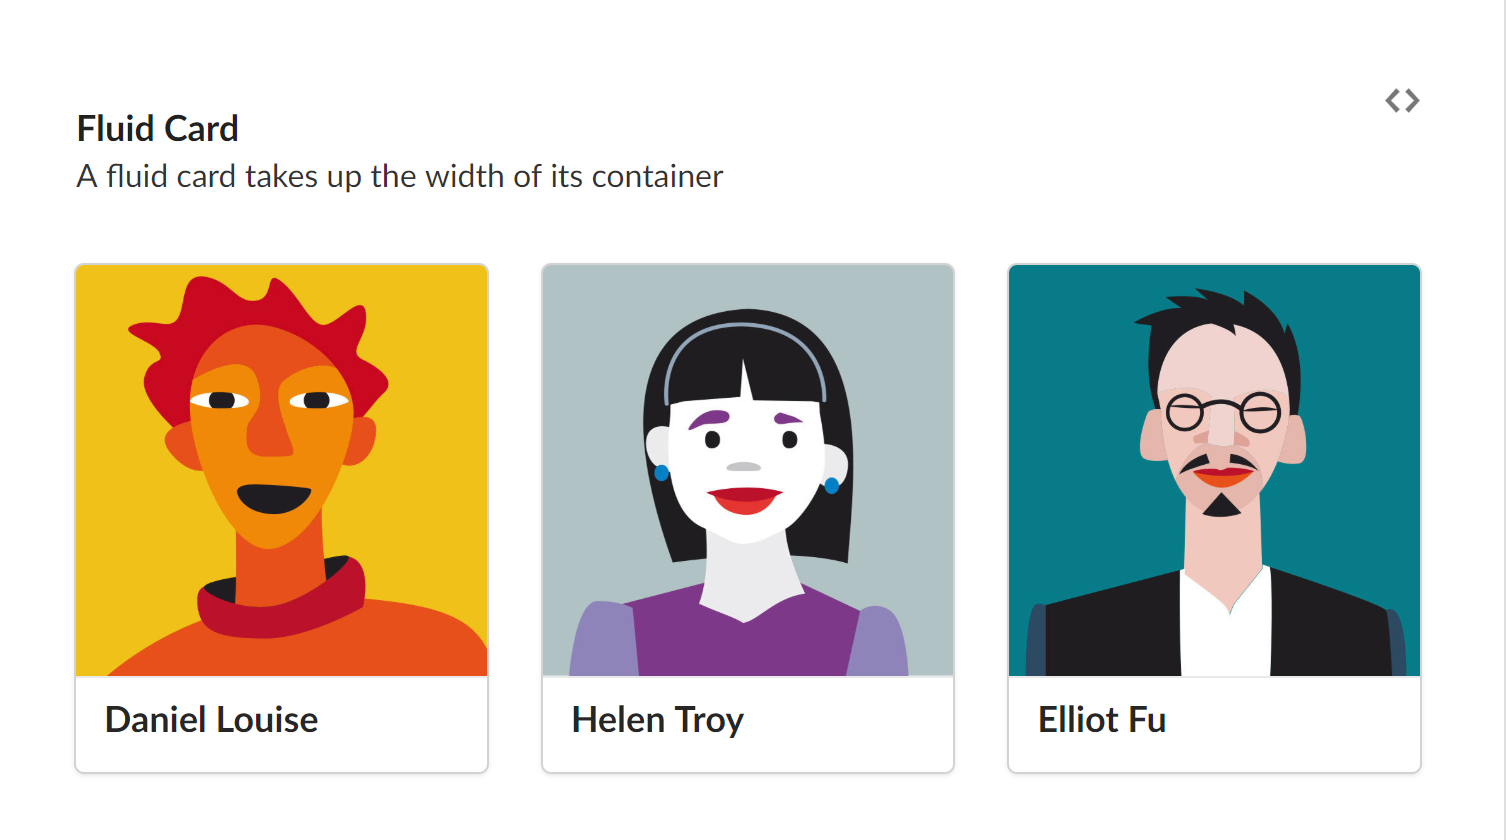 Fluid Card
A fluid card takes up the width of its container
Daniel Louise
Helen Troy
Elliot Fu